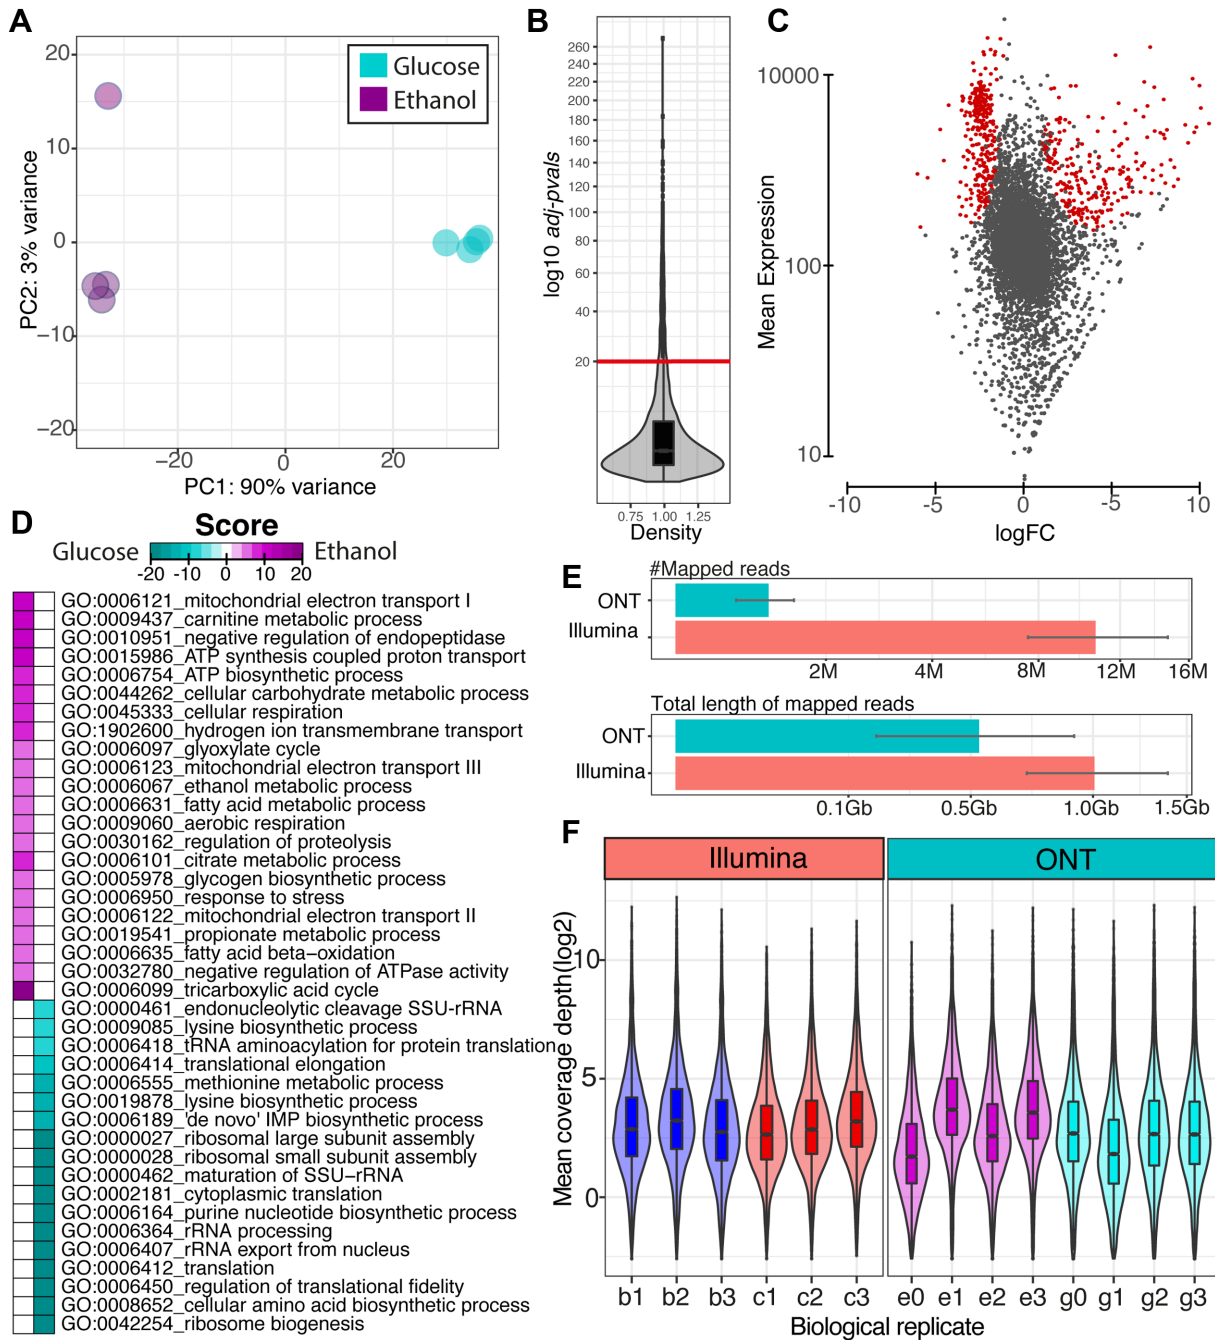 A
PC2: 3% variance
20
10
0
−10
−20
Glucose
Ethanol
−20
0
20
PC1: 90% variance
B
log10 adj-pvals
260
240
220
200
180
160
140
120
100
80
60
40
20
0.75
1.00
1.25
Density
C
Mean Expression
10000
100
10
-10
-5
0
-5
10
logFC
D
Score
Glucose
Ethanol
-20
-10
0
10
20
GO:0006121_mitochondrial electron transport I
GO:0009437_carnitine metabolic process
GO:0010951_negative regulation of endopeptidase
GO:0015986_ATP synthesis coupled proton transport
GO:0006754_ATP biosynthetic process
GO:0044262_cellular carbohydrate metabolic process
GO:0045333_cellular respiration
GO:1902600_hydrogen ion transmembrane transport
GO:0006097_glyoxylate cycle
GO:0006123_mitochondrial electron transport III
GO:0006067_ethanol metabolic process
GO:0006631_fatty acid metabolic process
GO:0009060_aerobic respiration
GO:0030162_regulation of proteolysis
GO:0006101_citrate metabolic process
GO:0005978_glycogen biosynthetic process
GO:0006950_response to stress
GO:0006122_mitochondrial electron transport II
GO:0019541_propionate metabolic process
GO:0006635_fatty acid beta−oxidation
GO:0032780_negative regulation of ATPase activity
GO:0006099_tricarboxylic acid cycle
GO:0000461_endonucleolytic cleavage SSU-rRNA
GO:0009085_lysine biosynthetic process
GO:0006418_tRNA aminoacylation for protein translation
GO:0006414_translational elongation
GO:0006555_methionine metabolic process
GO:0019878_lysine biosynthetic process
GO:0006189_'de novo' IMP biosynthetic process
GO:0000027_ribosomal large subunit assembly
GO:0000028_ribosomal small subunit assembly
GO:0000462_maturation of SSU−rRNA
GO:0002181_cytoplasmic translation
GO:0006164_purine nucleotide biosynthetic process
GO:0006364_rRNA processing
GO:0006407_rRNA export from nucleus
GO:0006412_translation
GO:0006450_regulation of translational fidelity
GO:0008652_cellular amino acid biosynthetic process
GO:0042254_ribosome biogenesis
E
#Mapped reads
ONT
Illumina
2M
4M
8M
12M
16M
Total length of mapped reads
ONT
Illumina
0.1Gb
0.5Gb
1.0Gb
1.5Gb
F
Illumina
ONT
Mean coverage depth(log2)
10
5
0
b1
b2
b3
c1
c2
c3
e0
e1
e2
e3
g0
g1
g2
g3
Biological replicate